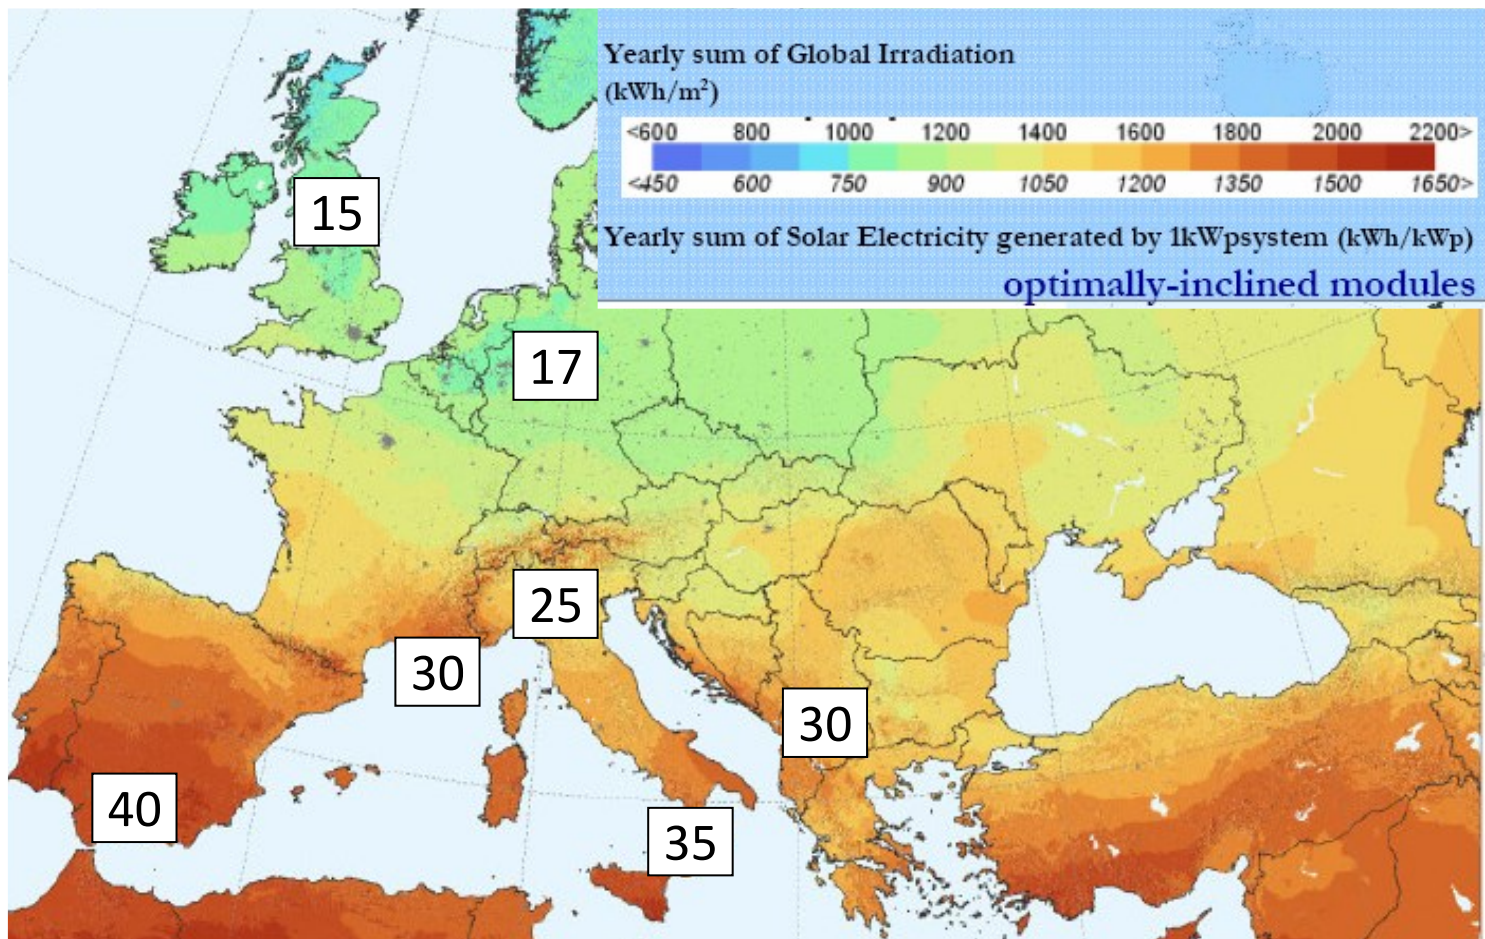 Yearly sum of Global Irradiation
(kWh/m²)
<600 800 1000 1200 1400 1600 1800 2000 2200>
<450 600 750 900 1050 1200 1350 1500 1650>
Yearly sum of Solar Electricity generated by 1kWpsystem (kWh/kWp)
optimally-inclined modules
15
17
25
30
30
40
35